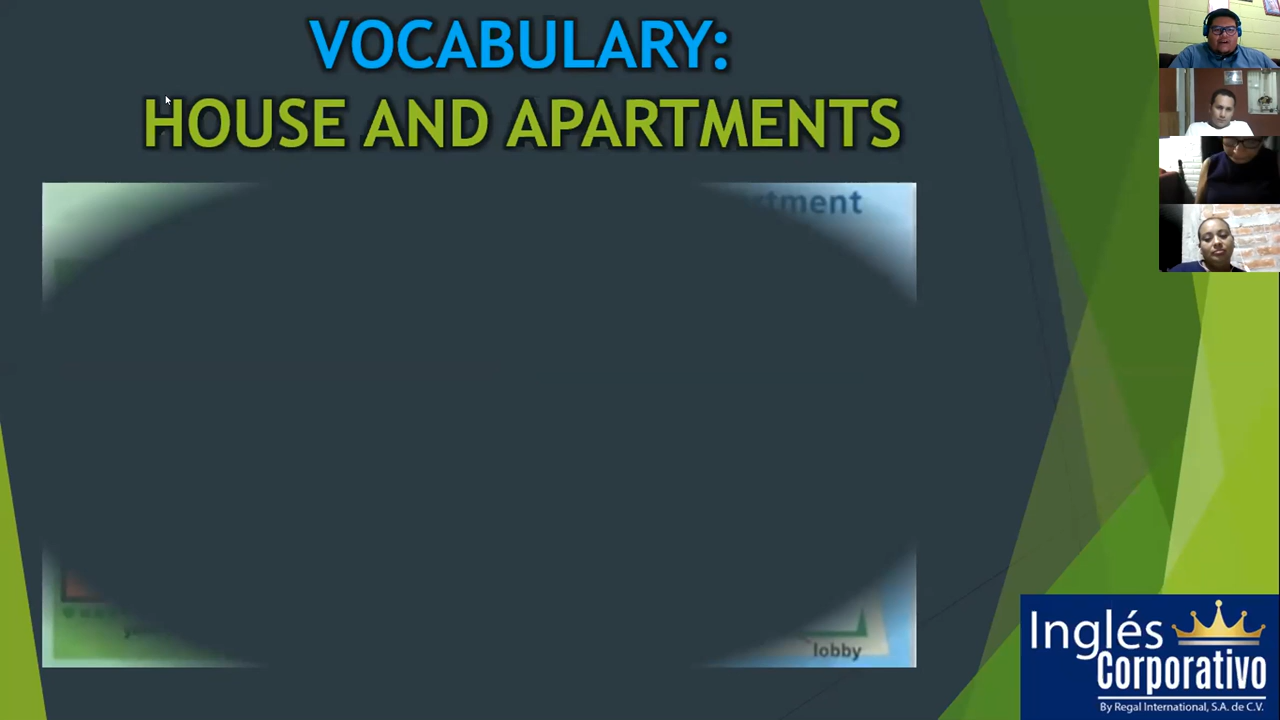 VOCABULARY:
HOUSE AND APARTMENTS
lobby
Inglés
Corporativo
By Regal International, S.A. de C.V.